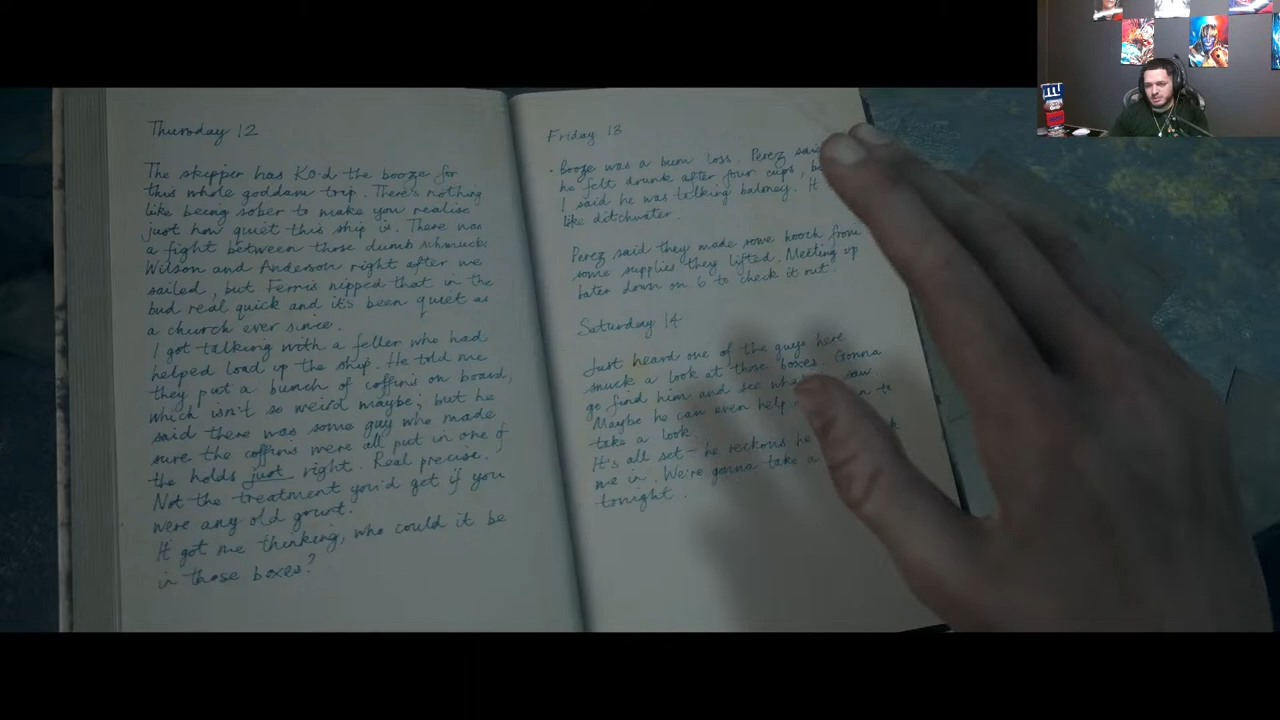 Thursday 12
The skipper has KO'd the booze for
this whole goddam trip. There's nothing
like being sober to make you realise
just how quiet this ship is. There was
a fight between those dumb schmucks
Wilson and Anderson right after we
sailed, but Ferris nipped that in the
bud real quick and it's been quiet as
a church ever since.
I got talking with a feller who had
helped load up the ship. He told me
they put a bunch of coffins on board,
which isn't so weird maybe; but he
said there was some guy who made
sure the coffins were all put in one of
the holds just right. Real precise.
Not the treatment you'd get if you
were any old grunt.
It got me thinking, who could it be
in those boxes?
Friday 13
. Booze was a bum loss. Perez said
he felt drunk after four cups,
I said he was talking baloney. It
like ditchwater.
Perez said they made some hooch from
some supplies they lifted. Meeting up
later down on 6 to check it out.
Saturday 14
Just heard one of the guys here
snuck a look at those boxes. Gonna
go find him and see saw
Maybe he can even help to
take a look.
It's all set - he reckons he
me in. We're gonna take a
tonight.